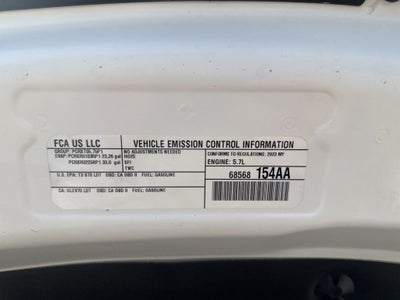 FCA US LLC
VEHICLE EMISSION CONTROL INFORMATION
NO ADJUSTMENTS NEEDED
CONFORMS TO REGULATIONS: 2023 MY
HO2S
SFI
TWC
ENGINE: 5.7L
68568 154AA
U.S. EPA: T3 B70 LDT OBD: CA OBD II FUEL: GASOLINE
CA: ULEV70 LDT OBD: CA OBD II FUEL: GASOLINE